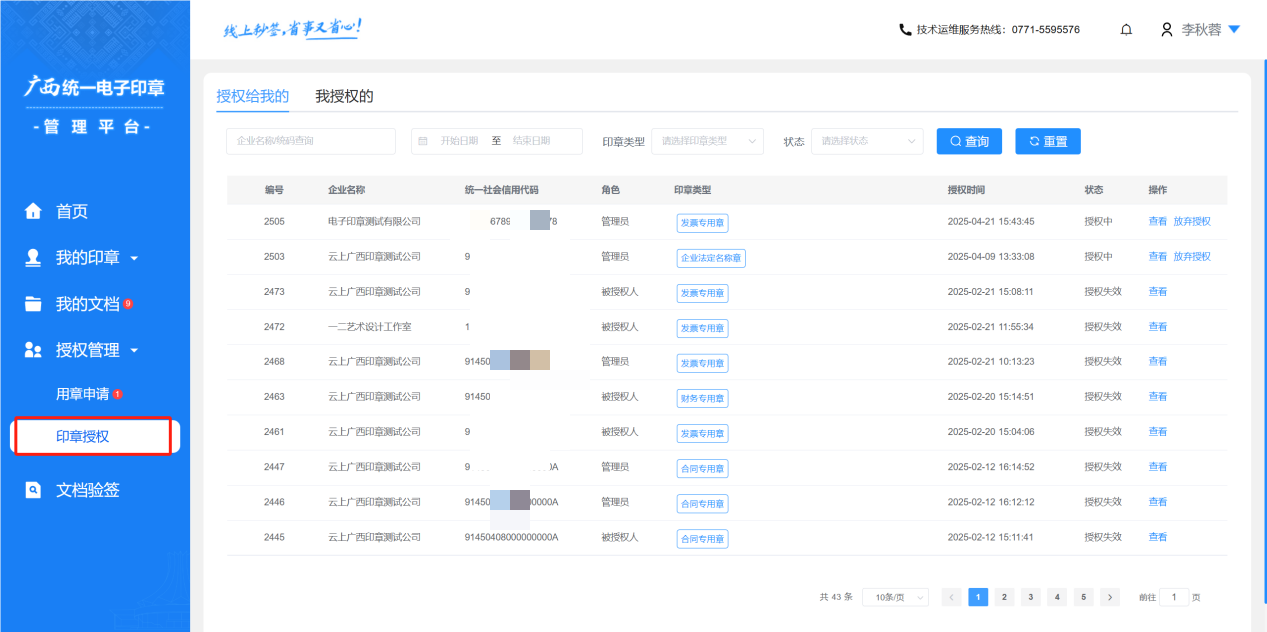 线上秒签,省事又省心!
技术运维服务热线：0771-5595576
李秋蓉
广西统一电子印章
-管理平台-
首页
我的印章
我的文档 9
授权管理
用章申请 1
印章授权
文档验签
授权给我的 我授权的
企业名称/统码查询 开始日期 至 结束日期 印章类型 请选择印章类型 状态 请选择状态 查询 重置
编号 企业名称 统一社会信用代码 角色 印章类型 授权时间 状态 操作
2505 电子印章测试有限公司 6789 78 管理员 发票专用章 2025-04-21 15:43:45 授权中 查看 放弃授权
2503 云上广西印章测试公司 9 管理员 企业法定名称章 2025-04-09 13:33:08 授权中 查看 放弃授权
2473 云上广西印章测试公司 9 被授权人 发票专用章 2025-02-21 15:08:11 授权失效 查看
2472 一二艺术设计工作室 1 被授权人 发票专用章 2025-02-21 11:55:34 授权失效 查看
2468 云上广西印章测试公司 91450 管理员 发票专用章 2025-02-21 10:13:23 授权失效 查看
2463 云上广西印章测试公司 91450 被授权人 财务专用章 2025-02-20 15:14:51 授权失效 查看
2461 云上广西印章测试公司 9 被授权人 发票专用章 2025-02-20 15:04:06 授权失效 查看
2447 云上广西印章测试公司 9 0A 管理员 合同专用章 2025-02-12 16:14:52 授权失效 查看
2446 云上广西印章测试公司 91450 0000A 管理员 合同专用章 2025-02-12 16:12:12 授权失效 查看
2445 云上广西印章测试公司 91450408000000000A 被授权人 合同专用章 2025-02-12 15:11:41 授权失效 查看
共 43 条 10条/页 1 2 3 4 5 前往 1 页